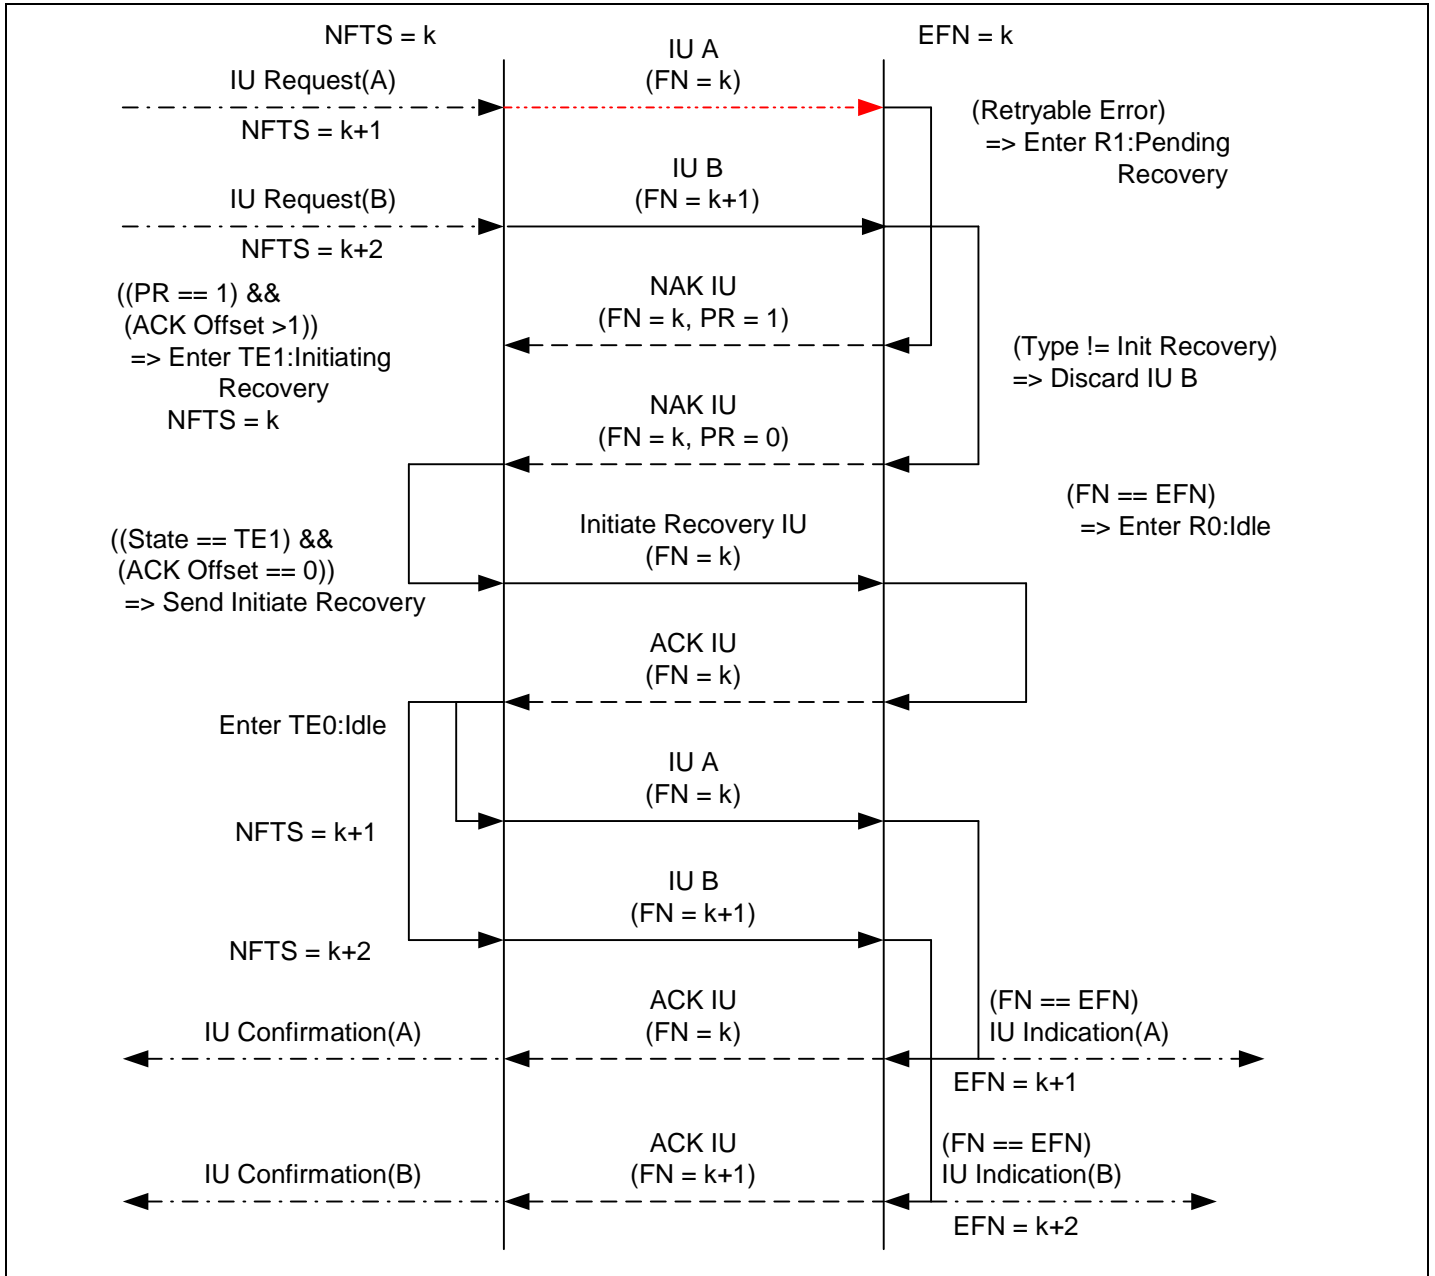 NFTS = k
EFN = k
IU A
(FN = k)
IU Request(A)
NFTS = k+1
(Retryable Error)
=> Enter R1:Pending
Recovery
IU B
(FN = k+1)
IU Request(B)
NFTS = k+2
((PR == 1) &&
(ACK Offset >1))
=> Enter TE1:Initiating
Recovery
NFTS = k
NAK IU
(FN = k, PR = 1)
(Type != Init Recovery)
=> Discard IU B
NAK IU
(FN = k, PR = 0)
(FN == EFN)
=> Enter R0:Idle
Initiate Recovery IU
(FN = k)
((State == TE1) &&
(ACK Offset == 0))
=> Send Initiate Recovery
ACK IU
(FN = k)
Enter TE0:Idle
IU A
(FN = k)
NFTS = k+1
IU B
(FN = k+1)
NFTS = k+2
ACK IU
(FN = k)
IU Confirmation(A)
(FN == EFN)
IU Indication(A)
EFN = k+1
ACK IU
(FN = k+1)
IU Confirmation(B)
(FN == EFN)
IU Indication(B)
EFN = k+2